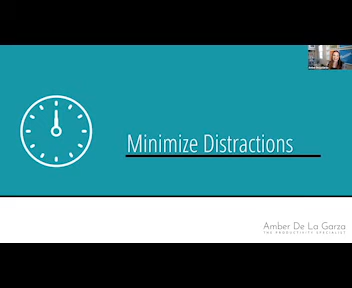 Minimize Distractions
Amber De La Garza
THE PRODUCTIVITY SPECIALIST